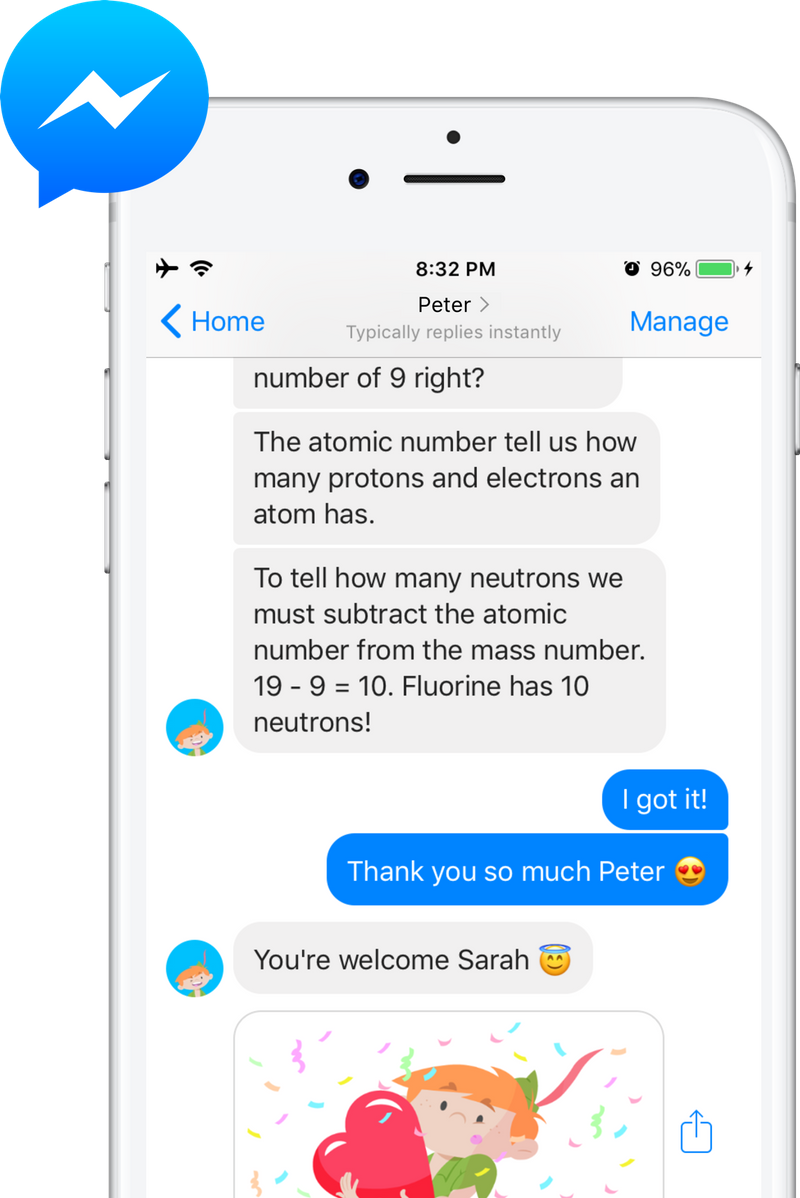 8:32 PM
96%
Home
Peter
Typically replies instantly
Manage
number of 9 right?
The atomic number tell us how
many protons and electrons an
atom has.
To tell how many neutrons we
must subtract the atomic
number from the mass number.
19 - 9 = 10. Fluorine has 10
neutrons!
I got it!
Thank you so much Peter 😍
You're welcome Sarah 😇